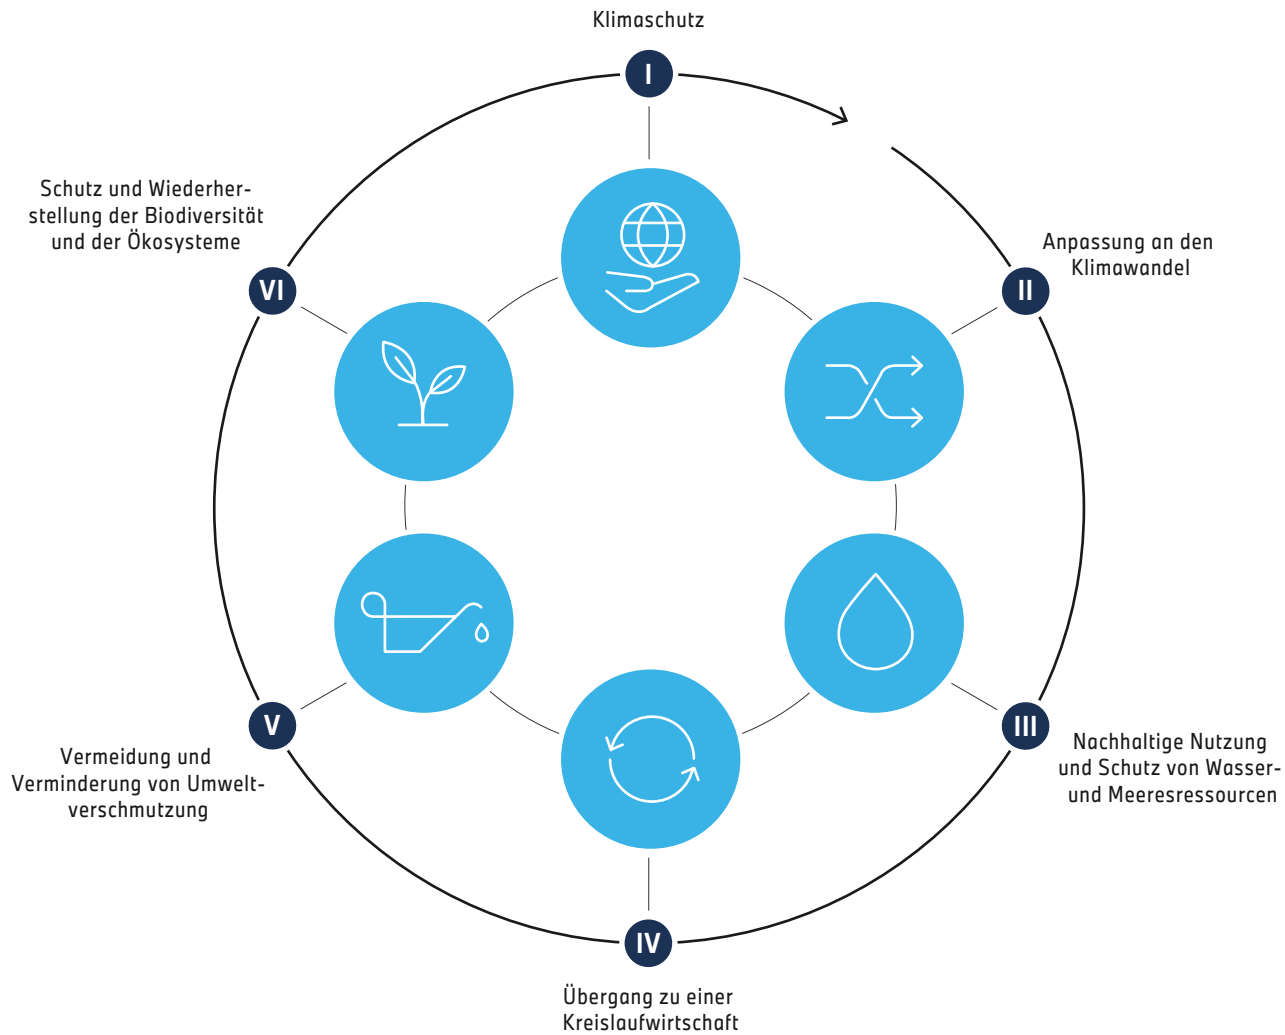 Klimaschutz
I
Anpassung an den
Klimawandel
II
III
Nachhaltige Nutzung
und Schutz von Wasser-
und Meeresressourcen
IV
Übergang zu einer
Kreislaufwirtschaft
V
Vermeidung und
Verminderung von Umwelt-
verschmutzung
Schutz und Wiederher-
stellung der Biodiversität
und der Ökosysteme
VI